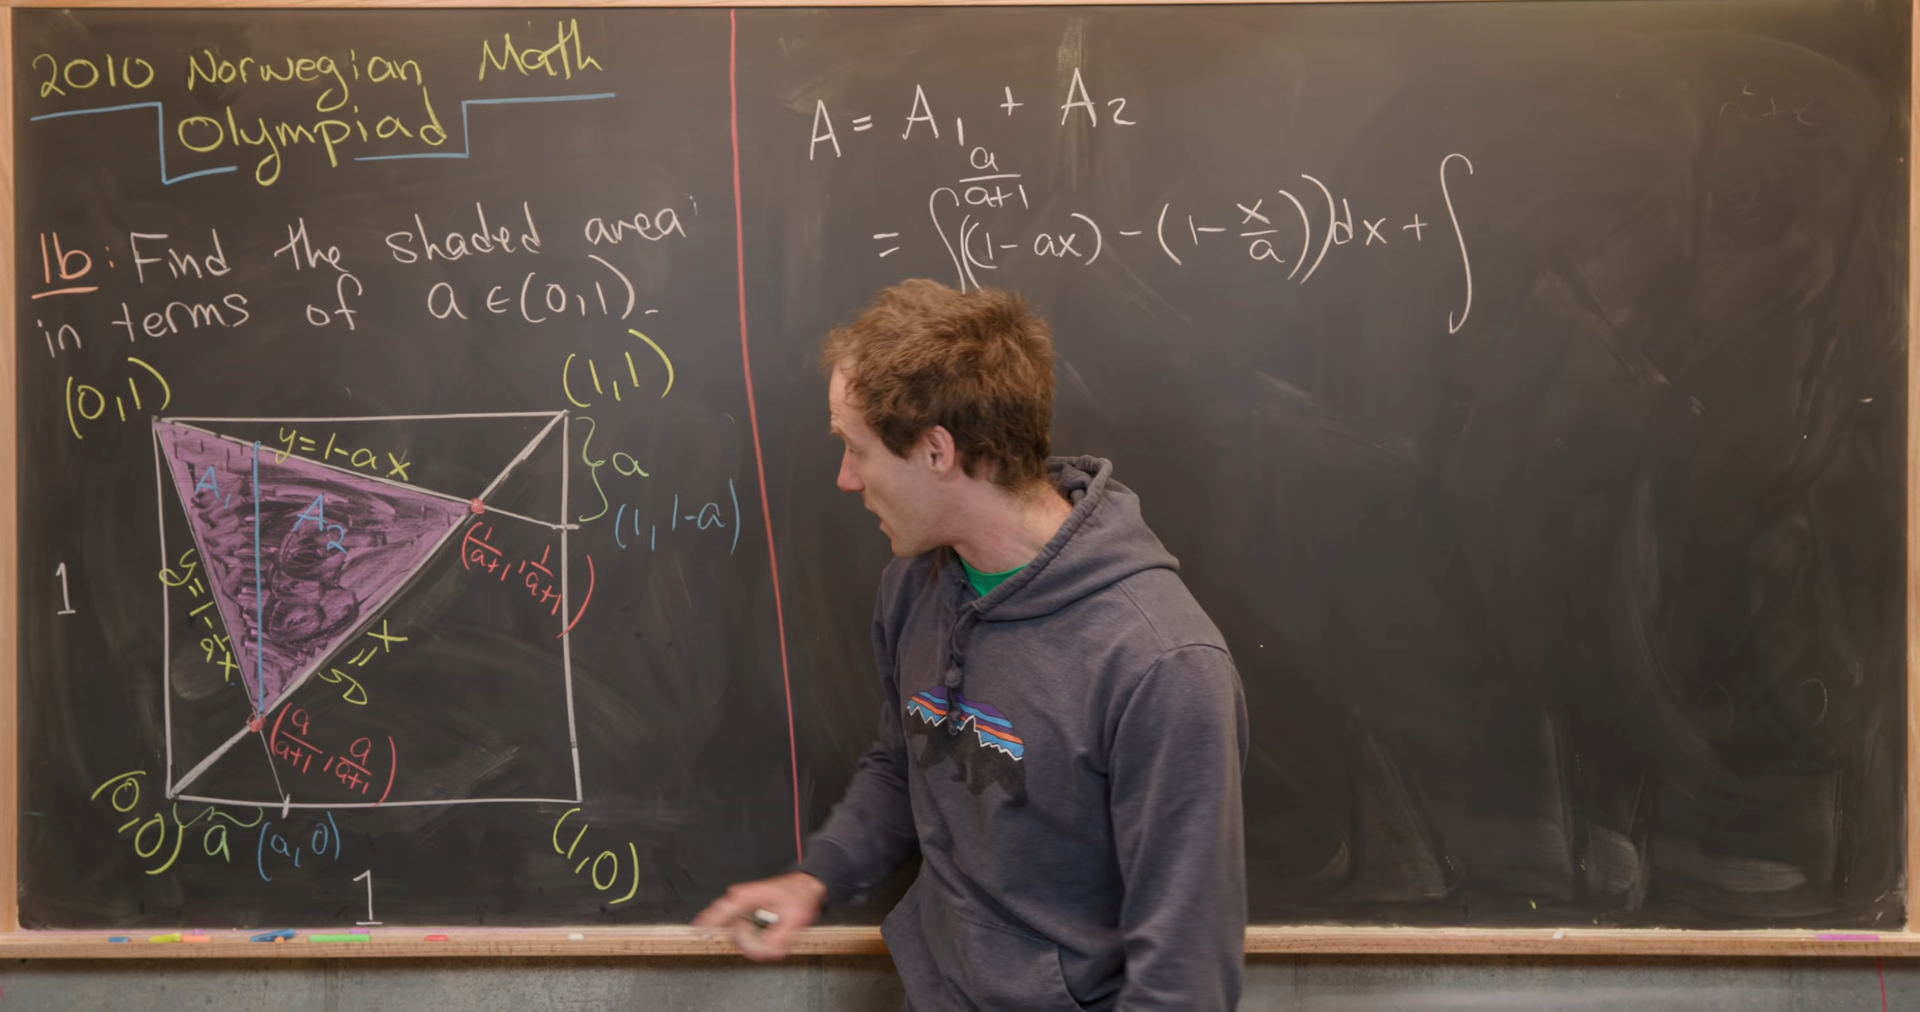 2010 Norwegian Math
Olympiad
1b: Find the shaded area
in terms of a ∈ (0,1).
(0,1)
(1,1)
y=1-ax
A₁
A₂
a
(1, 1-a)
(1/(a+1), 1/(a+1))
1
y=1-x/a
y=x
(a/(a+1), a/(a+1))
(0,0)
a
(a, 0)
(1,0)
1
A = A₁ + A₂
= ∫^(a/(a+1)) ((1-ax) - (1-x/a))dx + ∫